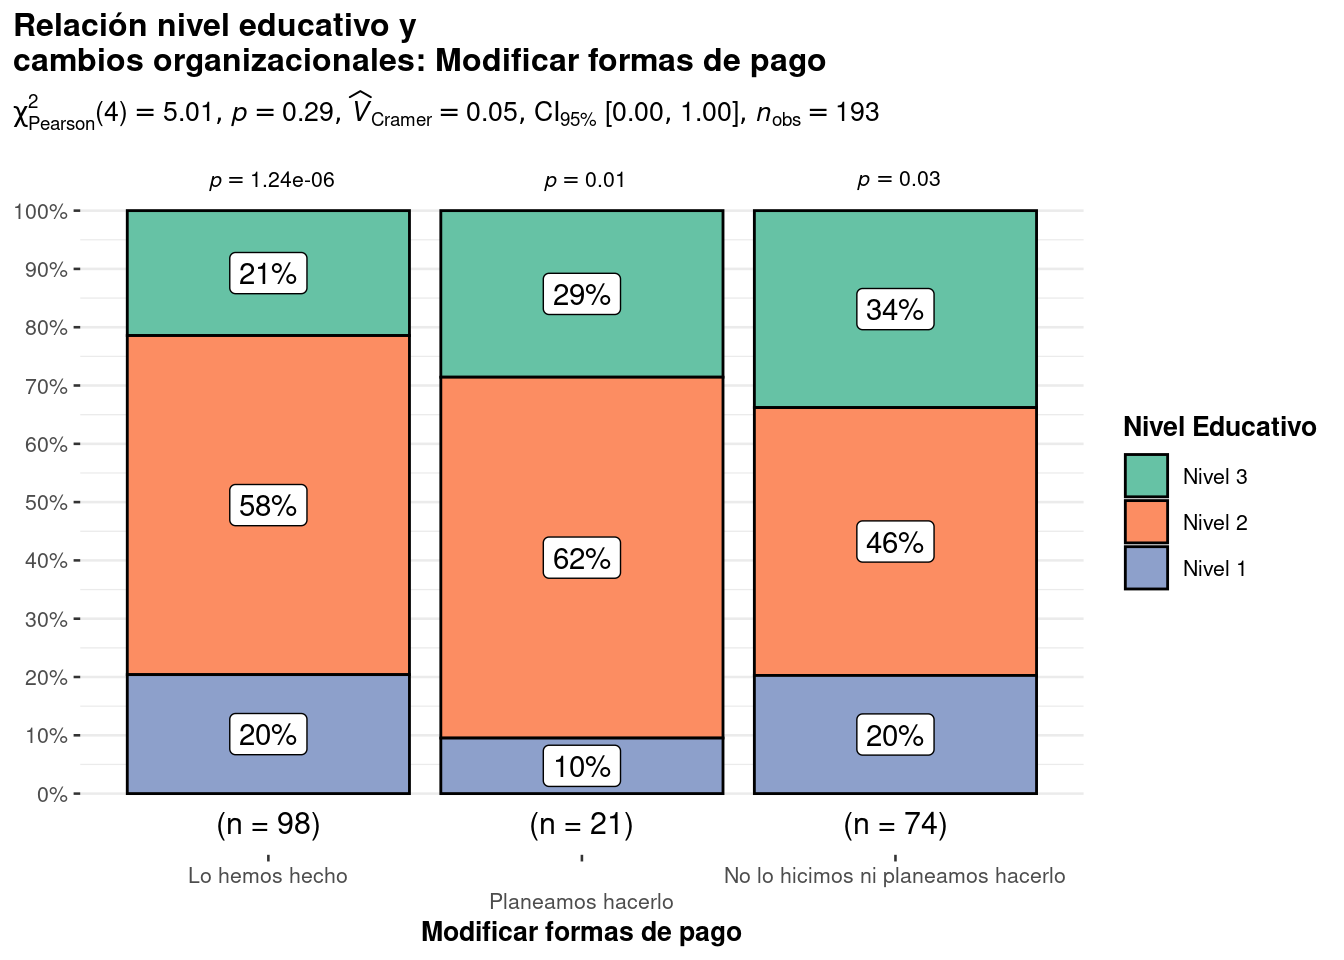 Relación nivel educativo y
cambios organizacionales: Modificar formas de pago
χ²Pearson(4) = 5.01, p = 0.29, V̂Cramer = 0.05, CI95% [0.00, 1.00], nobs = 193
p = 1.24e-06
p = 0.01
p = 0.03
100%
90%
80%
70%
60%
50%
40%
30%
20%
10%
0%
21%
29%
34%
58%
62%
46%
20%
10%
20%
(n = 98)
(n = 21)
(n = 74)
Lo hemos hecho
Planeamos hacerlo
No lo hicimos ni planeamos hacerlo
Modificar formas de pago
Nivel Educativo
Nivel 3
Nivel 2
Nivel 1